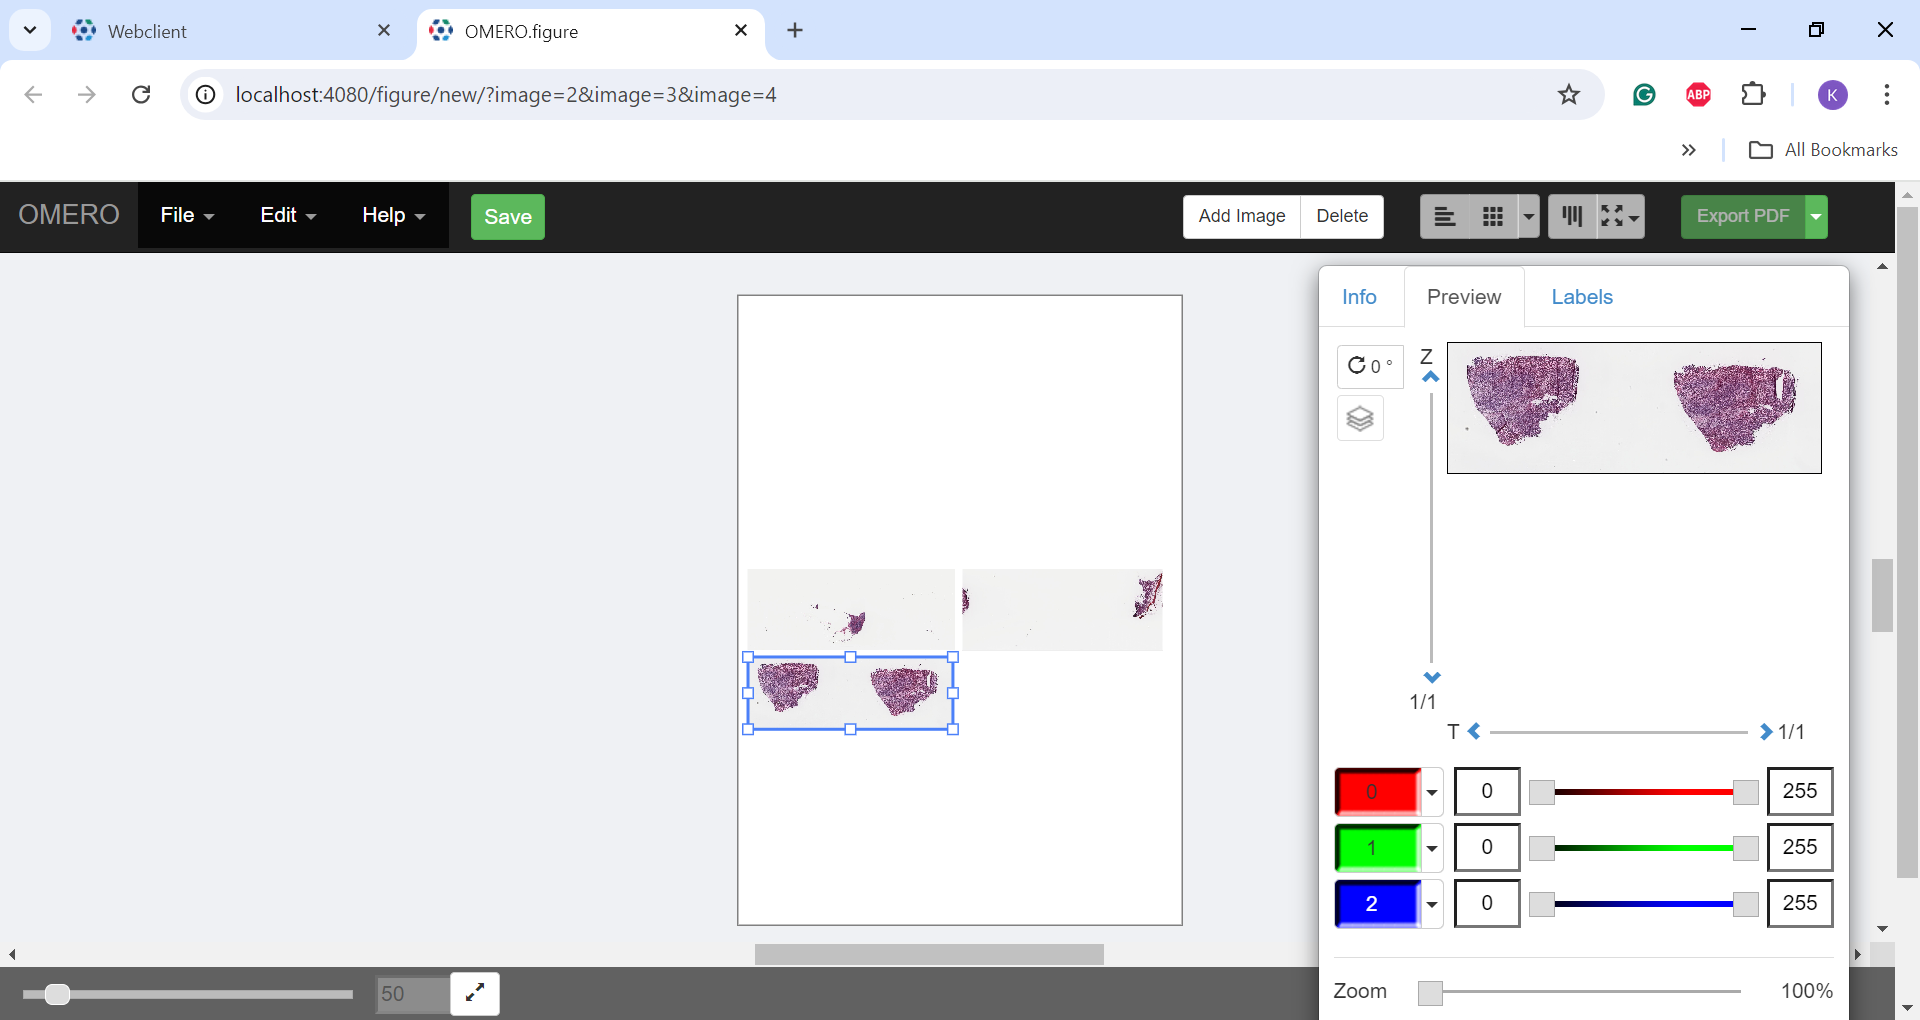 Webclient
OMERO.figure
localhost:4080/figure/new/?image=2&image=3&image=4
ABP
K
All Bookmarks
OMERO File Edit Help Save Add Image Delete Export PDF
Info Preview Labels
0 °
Z
1/1
T 1/1
0 0 255
1 0 255
2 0 255
50
Zoom 100%